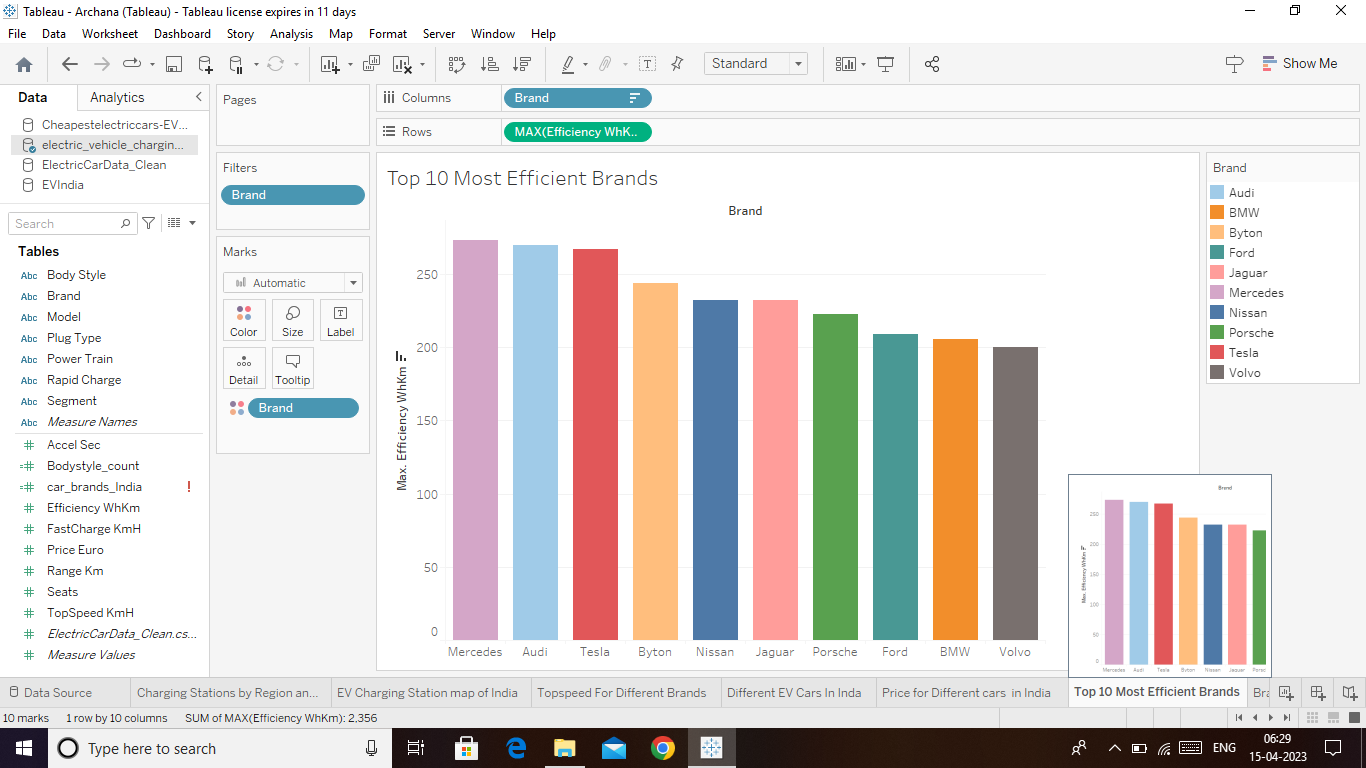 Tableau - Archana (Tableau) - Tableau license expires in 11 days
File Data Worksheet Dashboard Story Analysis Map Format Server Window Help
Standard
Show Me
Data Analytics
Cheapestelectriccars-EV...
electric_vehicle_chargin...
ElectricCarData_Clean
EVIndia
Search
Tables
Abc Body Style
Abc Brand
Abc Model
Abc Plug Type
Abc Power Train
Abc Rapid Charge
Abc Segment
Abc Measure Names
Accel Sec
Bodystyle_count
car_brands_India !
Efficiency WhKm
FastCharge KmH
Price Euro
Range Km
Seats
TopSpeed KmH
ElectricCarData_Clean.cs...
Measure Values
Pages
Filters
Brand
Marks
Automatic
Color Size Label
Detail Tooltip
Brand
Columns Brand
Rows MAX(Efficiency WhK..
Top 10 Most Efficient Brands
Brand
Max. Efficiency WhKm
250
200
150
100
50
0
Mercedes Audi Tesla Byton Nissan Jaguar Porsche Ford BMW Volvo
Brand
Audi
BMW
Byton
Ford
Jaguar
Mercedes
Nissan
Porsche
Tesla
Volvo
Brand
Max. Efficiency WhKm
250
200
150
100
50
0
Mercedes Audi Tesla Byton Nissan Jaguar Porsc
Data Source Charging Stations by Region an... EV Charging Station map of India Topspeed For Different Brands Different EV Cars In Inda Price for Different cars in India Top 10 Most Efficient Brands Bra
10 marks 1 row by 10 columns SUM of MAX(Efficiency WhKm): 2,356
Type here to search
ENG
06:29
15-04-2023